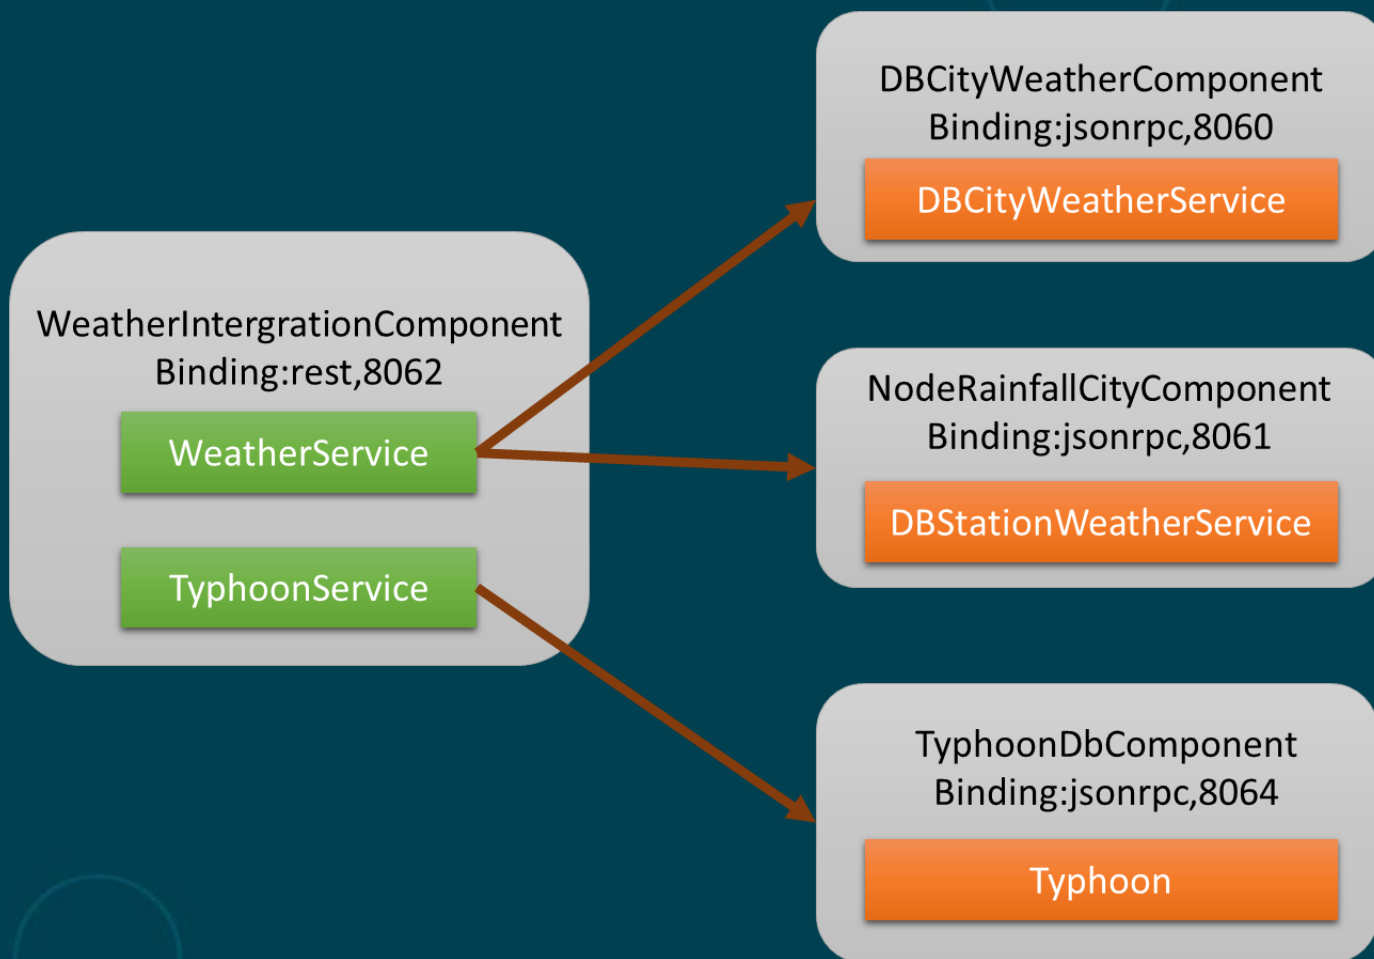 WeatherIntergrationComponent
Binding:rest,8062
WeatherService
TyphoonService
DBCityWeatherComponent
Binding:jsonrpc,8060
DBCityWeatherService
NodeRainfallCityComponent
Binding:jsonrpc,8061
DBStationWeatherService
TyphoonDbComponent
Binding:jsonrpc,8064
Typhoon